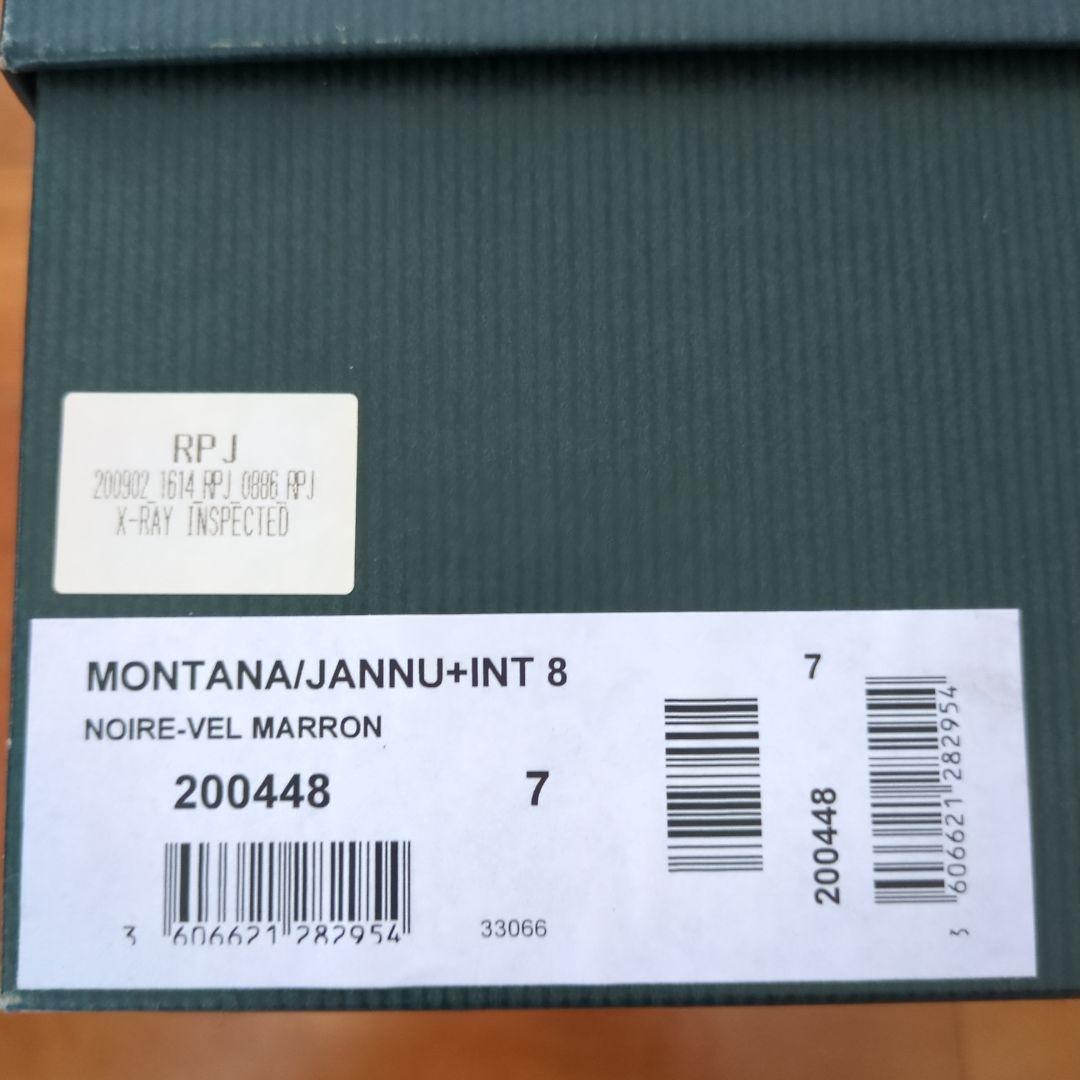 RPJ
200902_1614_RPJ_0886_RPJ
X-RAY INSPECTED
MONTANA/JANNU+INT 8
NOIRE-VEL MARRON
200448 7
3 606621 282954
33066
7
200448
3 606621 282954